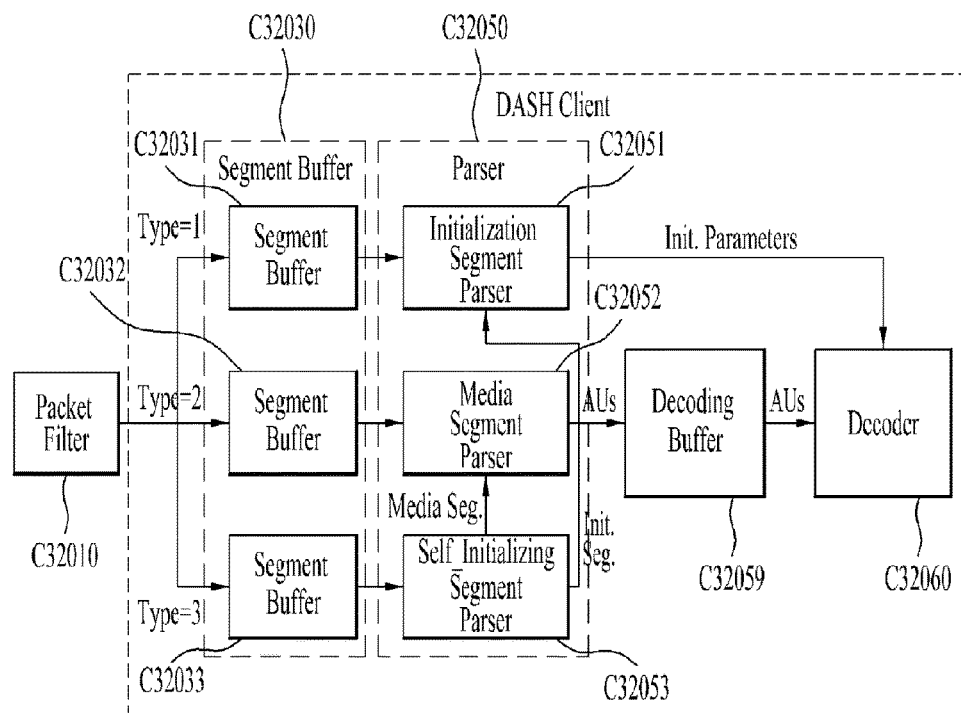 C32030
C32050
DASH Client
C32031
Segment Buffer
Parser
C32051
Type=1
Segment
Buffer
Initialization
Segment
Parser
Init. Parameters
C32032
C32052
Packet
Filter
Type=2
Segment
Buffer
Media
Segment
Parser
AUs
Decoding
Buffer
AUs
Decoder
Media Seg.
Init.
Seg.
C32010
Segment
Buffer
Self_Initializing
Segment
Parser
C32059
C32060
Type=3
C32033
C32053